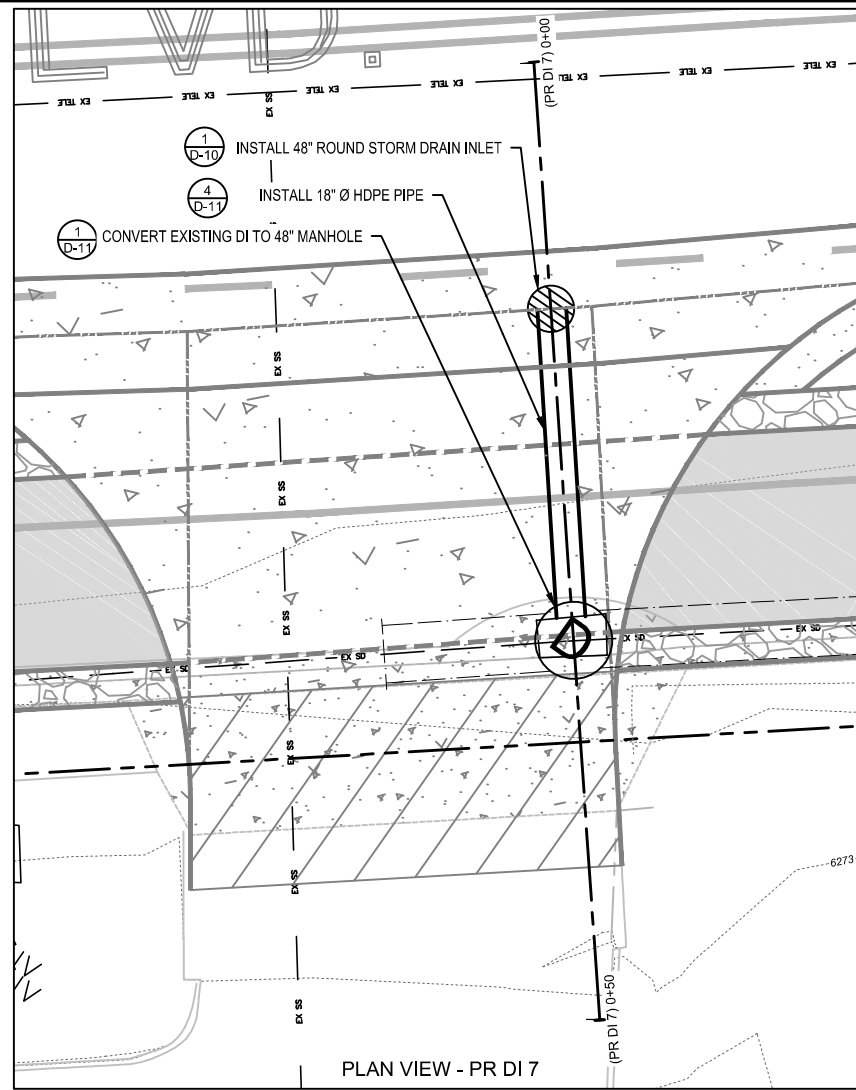 LVD.
(PR DI 7) 0+00
EX TELE EX TELE EX TELE EX TELE EX TELE EX TELE EX TELE
EX SS
1
D-10
INSTALL 48" ROUND STORM DRAIN INLET
4
D-11
INSTALL 18" Ø HDPE PIPE
1
D-11
CONVERT EXISTING DI TO 48" MANHOLE
EX SS
EX SS
EX SS
EX SD EX SD EX SD EX SD
EX SS
EX SS
6273
EX SS
(PR DI 7) 0+50
PLAN VIEW - PR DI 7